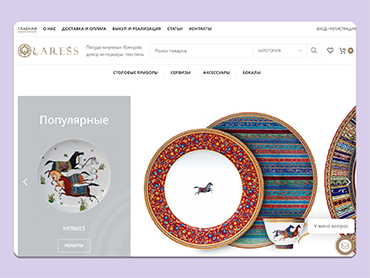 ГЛАВНАЯ О НАС ДОСТАВКА И ОПЛАТА ВЫКУП И РЕАЛИЗАЦИЯ СТАТЬИ КОНТАКТЫ ВХОД / РЕГИСТРАЦИЯ
LARESS
Посуда мировых брендов, декор интерьера, текстиль
Поиск товаров КАТЕГОРИЯ 0
СТОЛОВЫЕ ПРИБОРЫ СЕРВИЗЫ АКСЕССУАРЫ БОКАЛЫ
Популярные
HERMES
ПЕРЕЙТИ
У меня вопрос